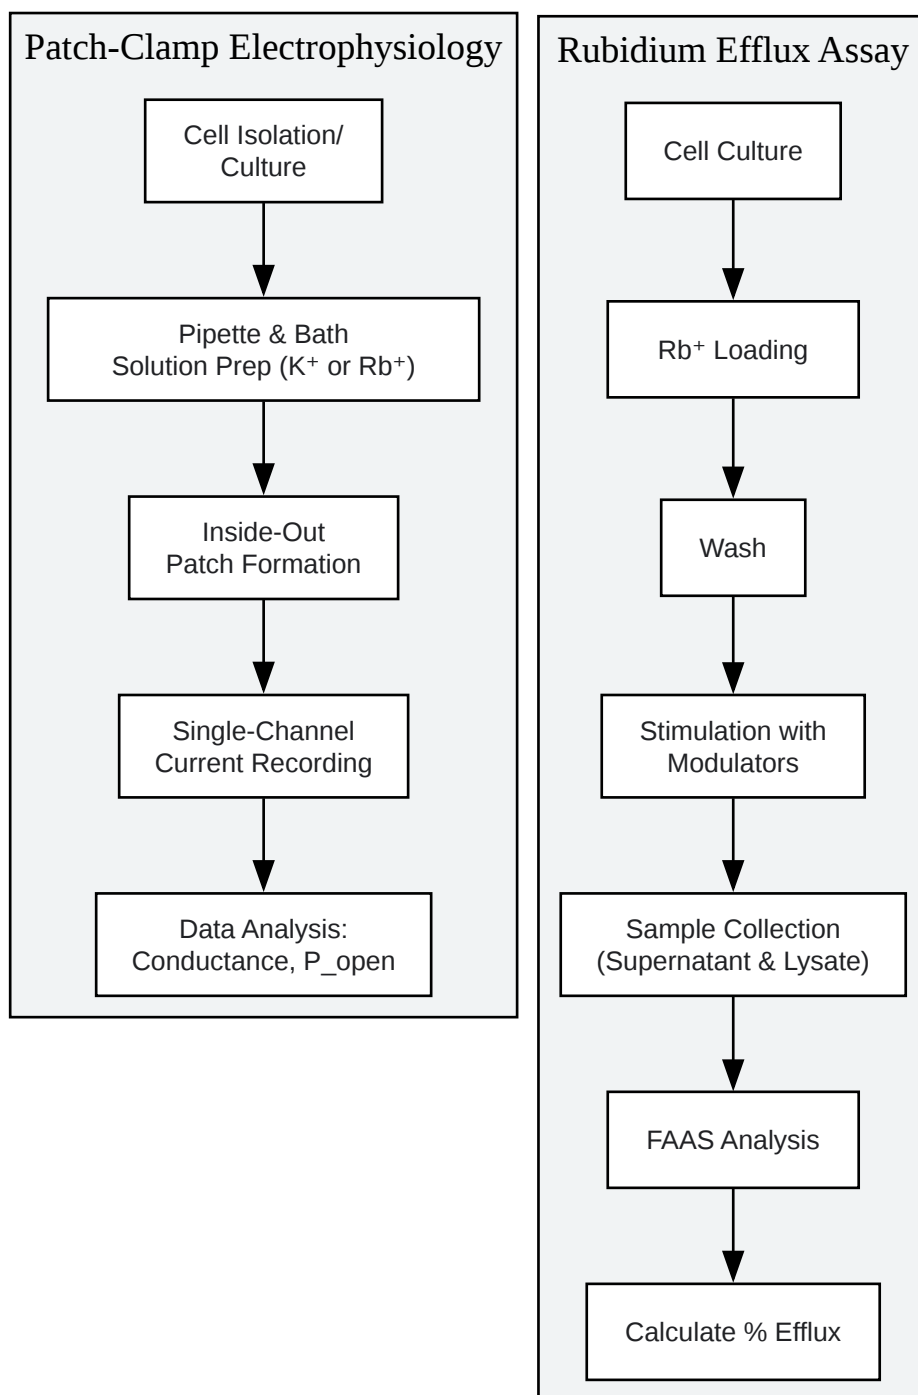 Patch-Clamp Electrophysiology
Cell Isolation/
Culture
Pipette & Bath
Solution Prep (K⁺ or Rb⁺)
Inside-Out
Patch Formation
Single-Channel
Current Recording
Data Analysis:
Conductance, P_open
Rubidium Efflux Assay
Cell Culture
Rb⁺ Loading
Wash
Stimulation with
Modulators
Sample Collection
(Supernatant & Lysate)
FAAS Analysis
Calculate % Efflux